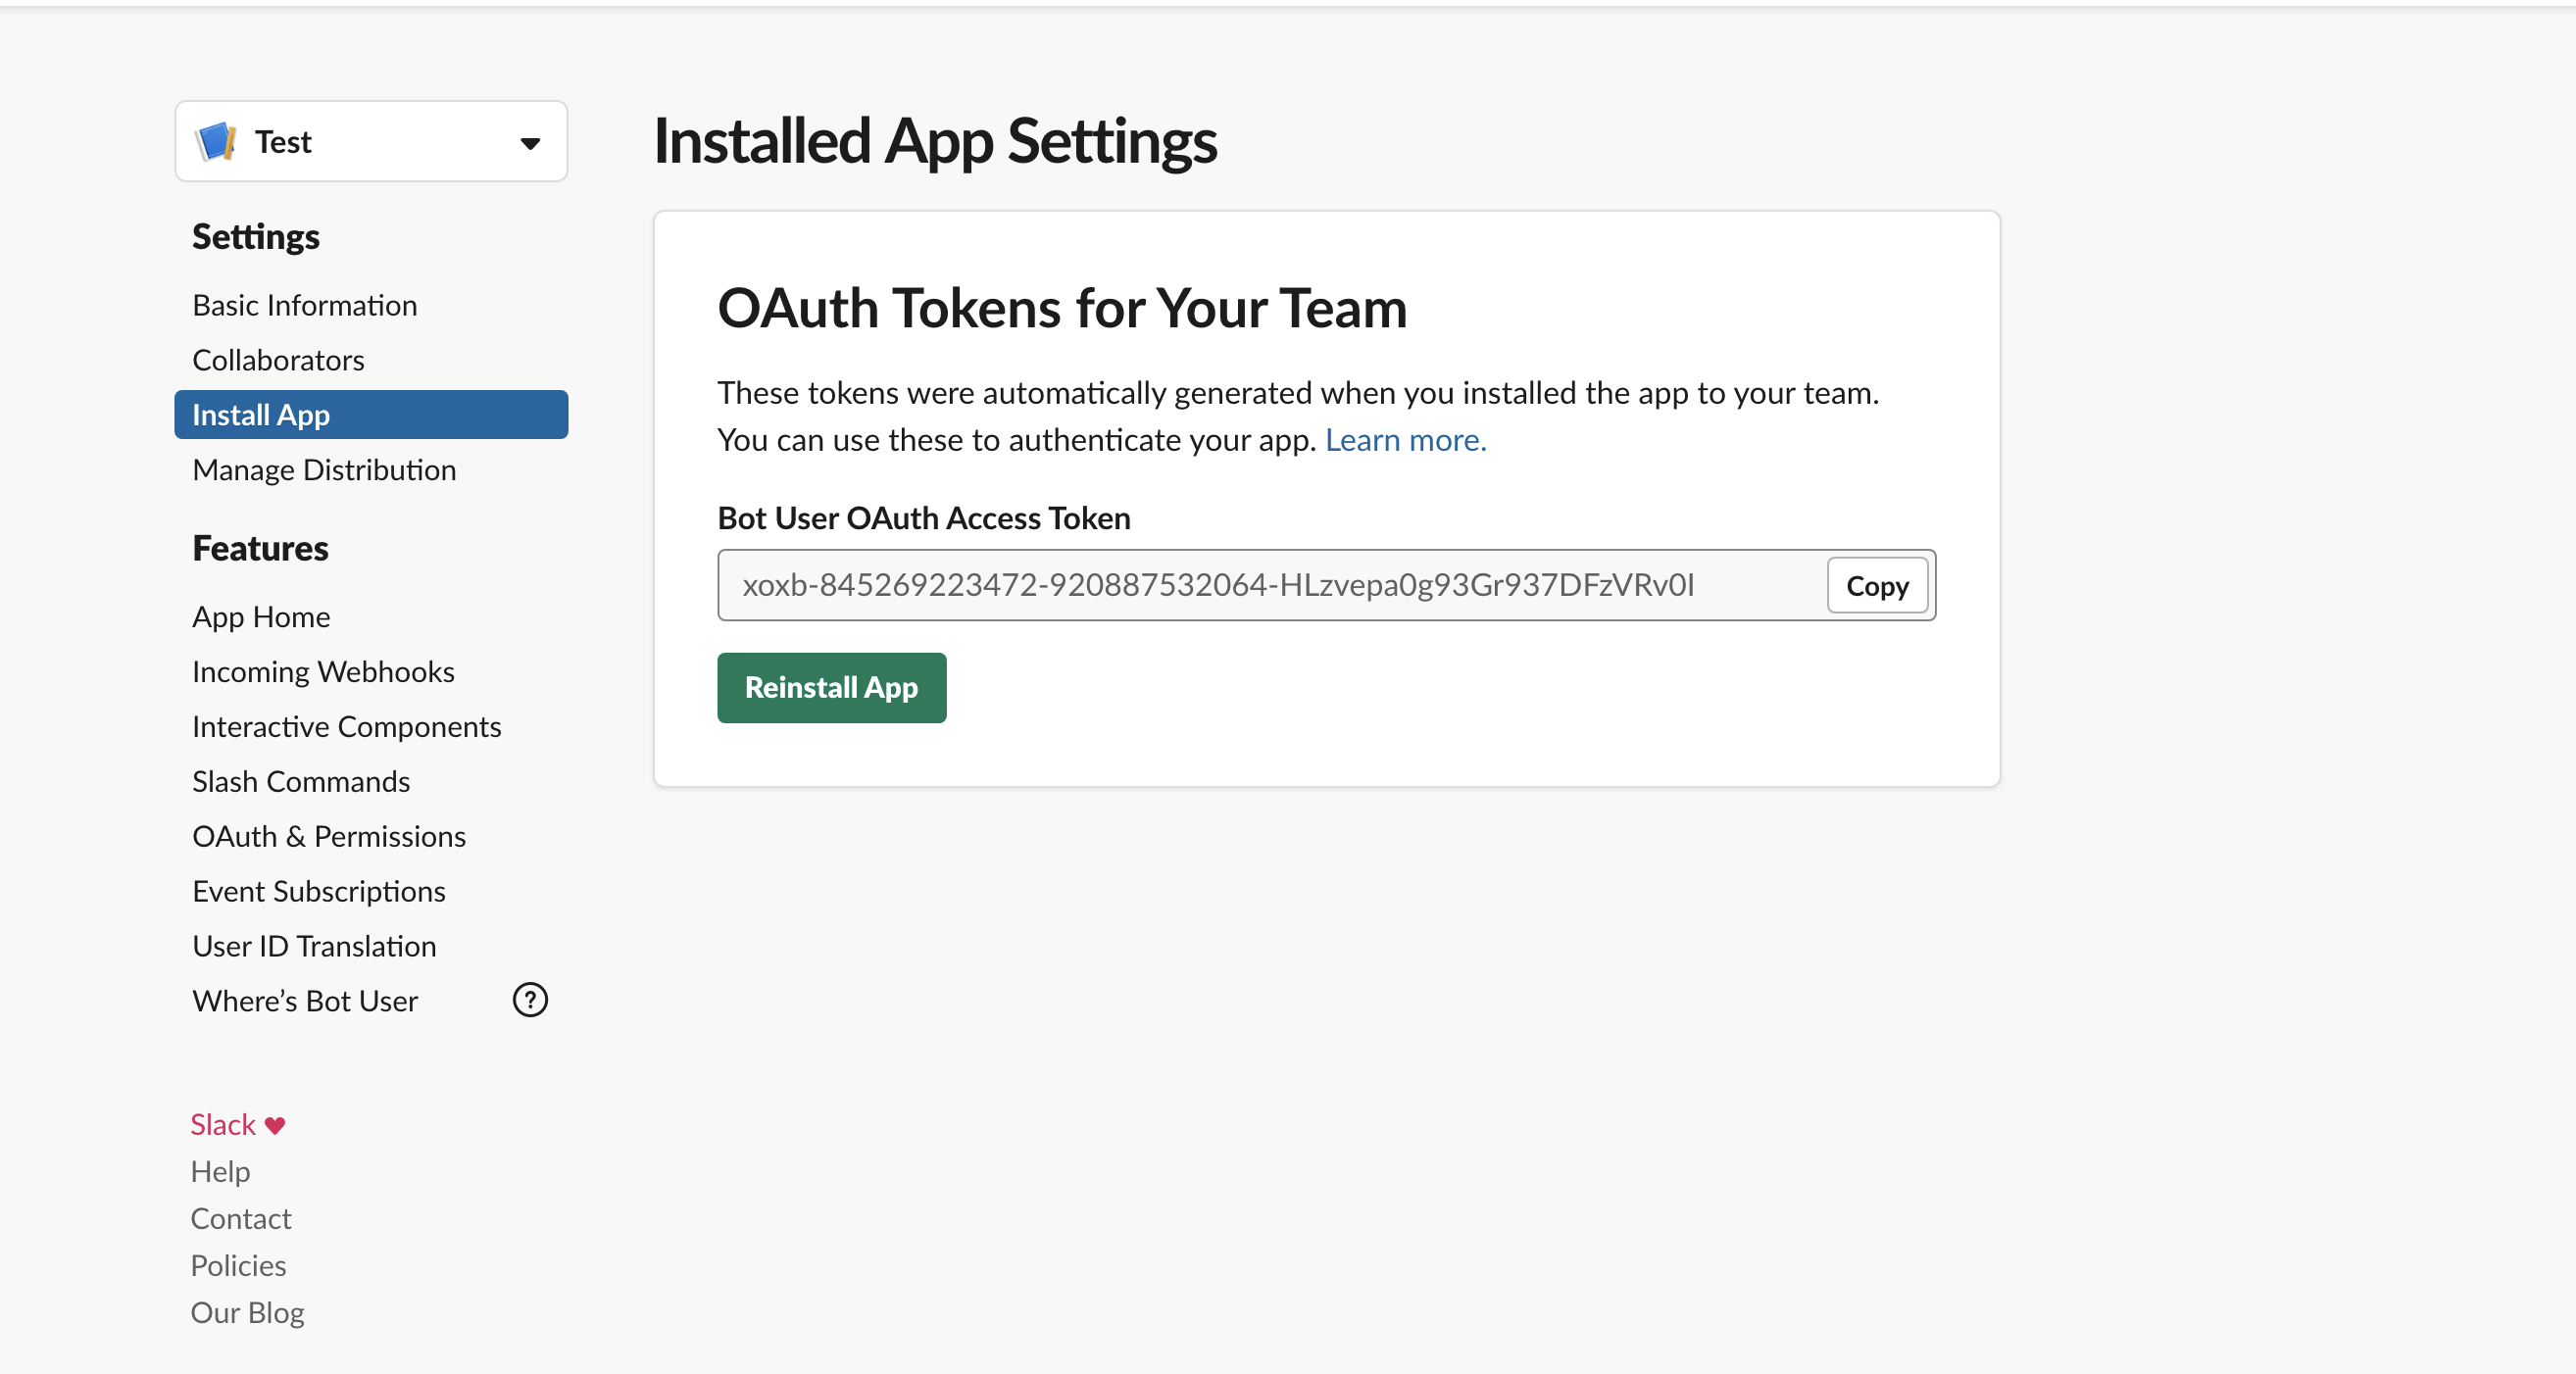 Test
Settings
Basic Information
Collaborators
Install App
Manage Distribution
Features
App Home
Incoming Webhooks
Interactive Components
Slash Commands
OAuth & Permissions
Event Subscriptions
User ID Translation
Where’s Bot User
Slack ♥
Help
Contact
Policies
Our Blog
Installed App Settings
OAuth Tokens for Your Team
These tokens were automatically generated when you installed the app to your team.
You can use these to authenticate your app. Learn more.
Bot User OAuth Access Token
xoxb-845269223472-920887532064-HLzvepa0g93Gr937DFzVRv0I
Copy
Reinstall App